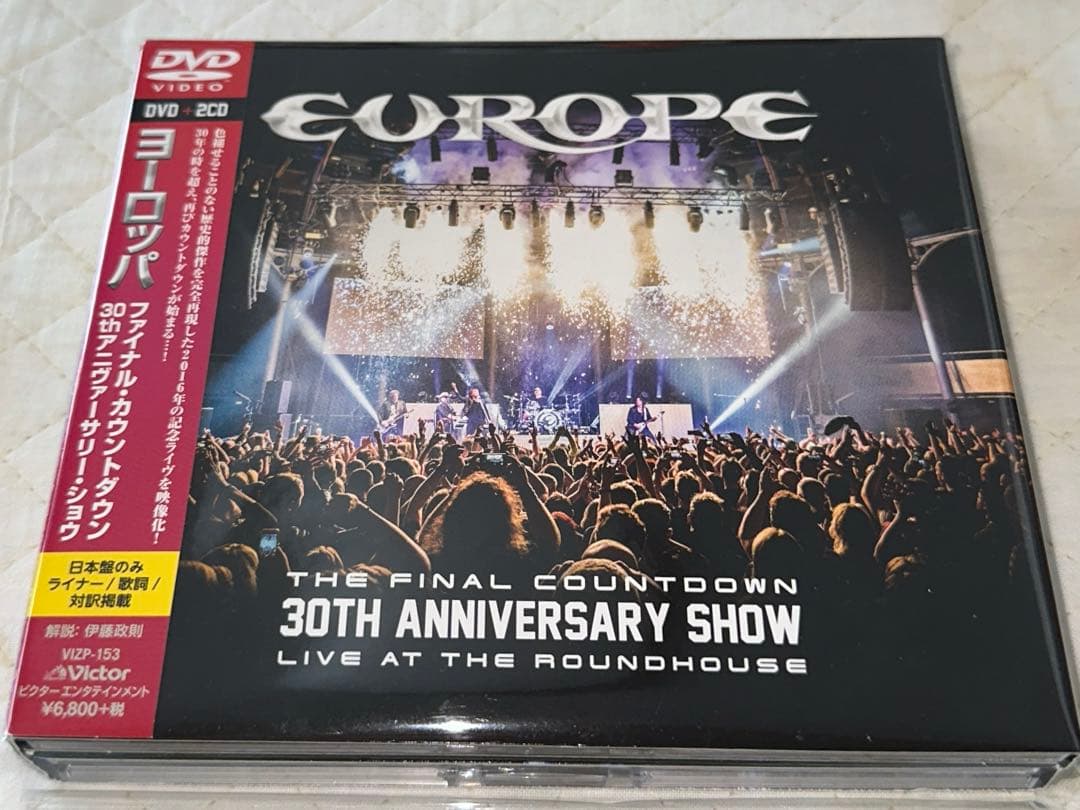 DVD
VIDEO
DVD + 2CD
ヨーロッパ
ファイナル・カウントダウン
30thアニヴァーサリー・ショウ
色褪せることのない歴史的傑作を完全再現した2016年の記念ライヴを映像化!
30年の時を超え、再びカウントダウンが始まる…!
日本盤のみ
ライナー/歌詞/
対訳掲載
解説: 伊藤政則
VIZP-153
Victor
ビクターエンタテインメント
¥6,800+税
EUROPE
THE FINAL COUNTDOWN
30TH ANNIVERSARY SHOW
LIVE AT THE ROUNDHOUSE